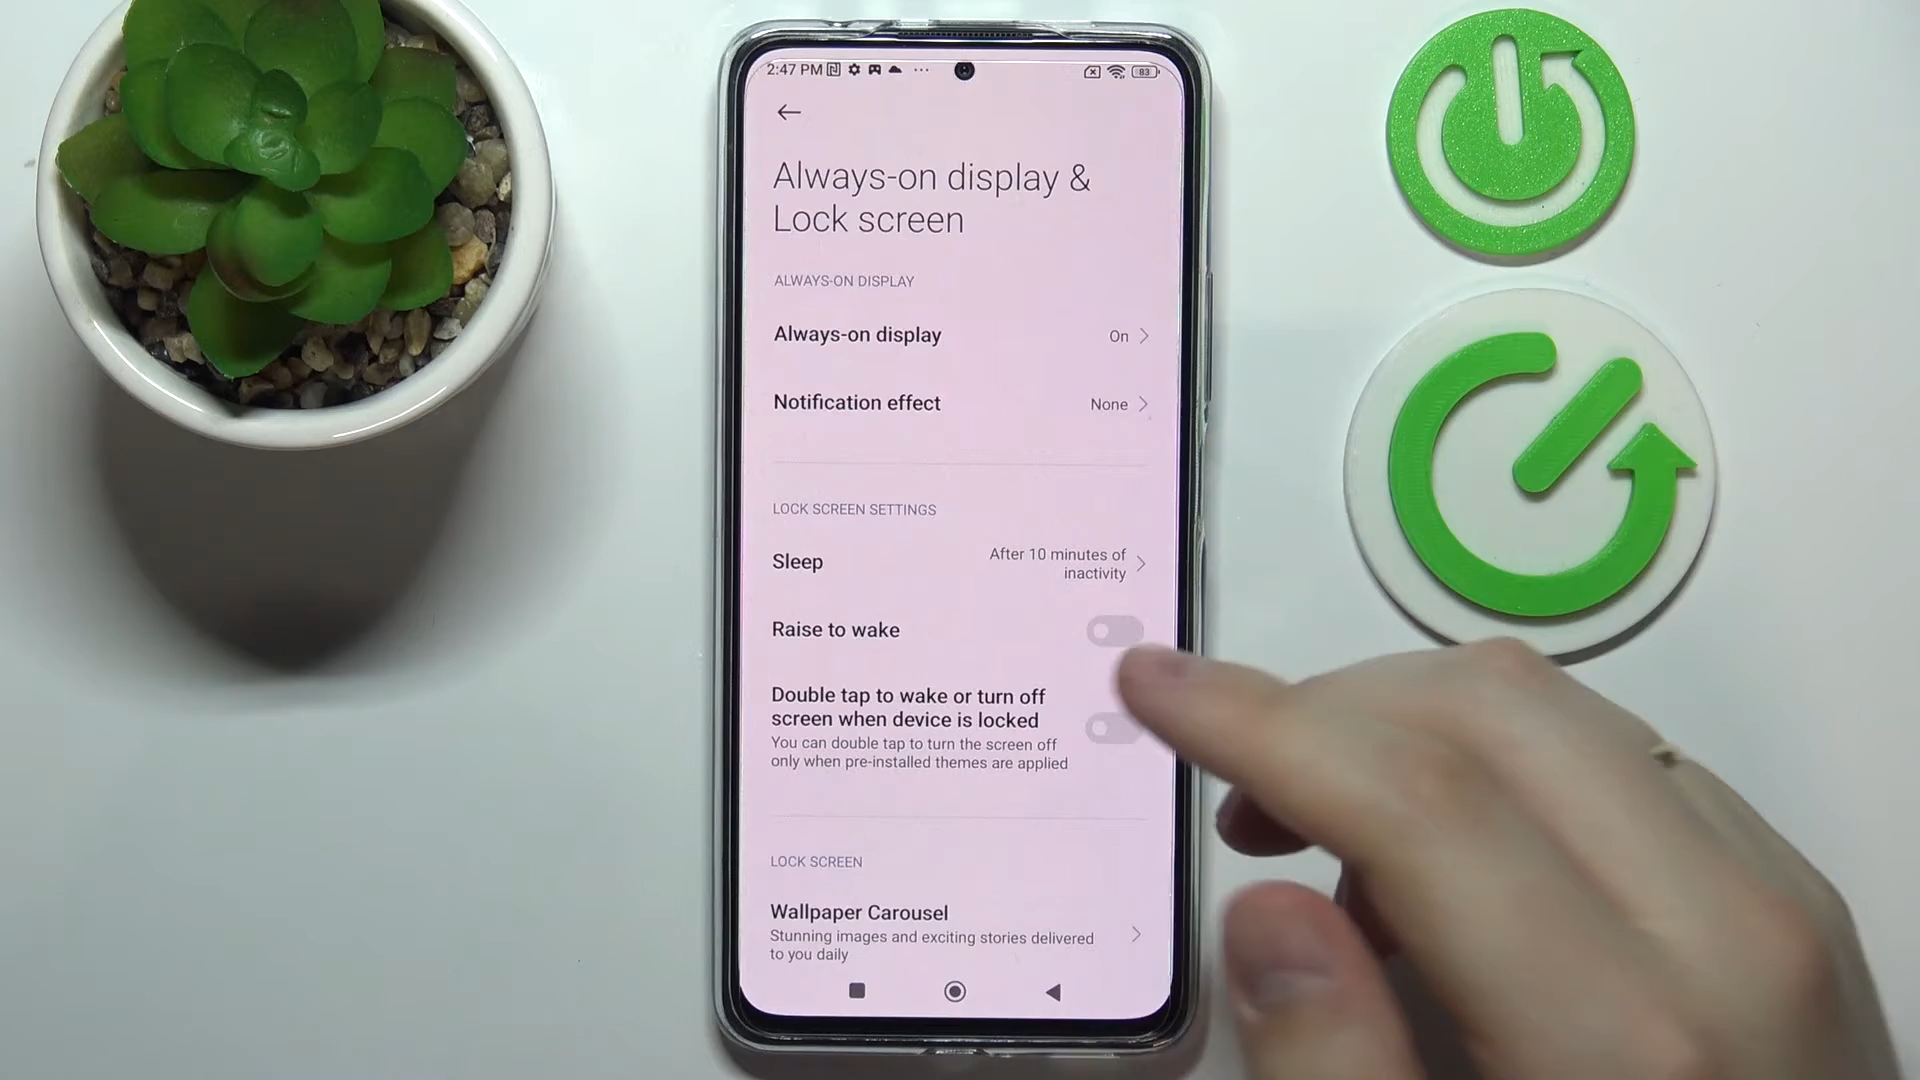 2:47 PM
83
Always-on display &
Lock screen
ALWAYS-ON DISPLAY
Always-on display
On
Notification effect
None
LOCK SCREEN SETTINGS
Sleep
After 10 minutes of
inactivity
Raise to wake
Double tap to wake or turn off
screen when device is locked
You can double tap to turn the screen off
only when pre-installed themes are applied
LOCK SCREEN
Wallpaper Carousel
Stunning images and exciting stories delivered
to you daily